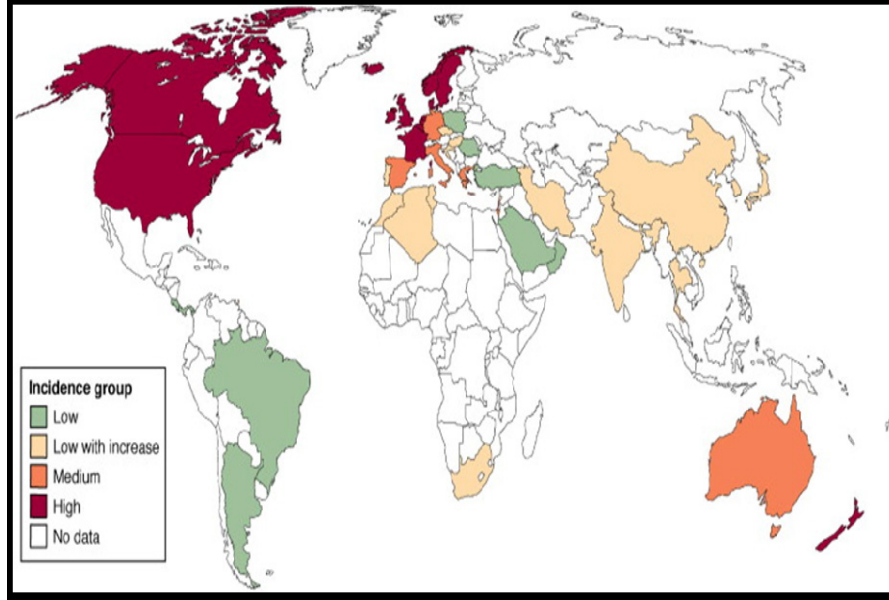 Incidence group
Low
Low with increase
Medium
High
No data